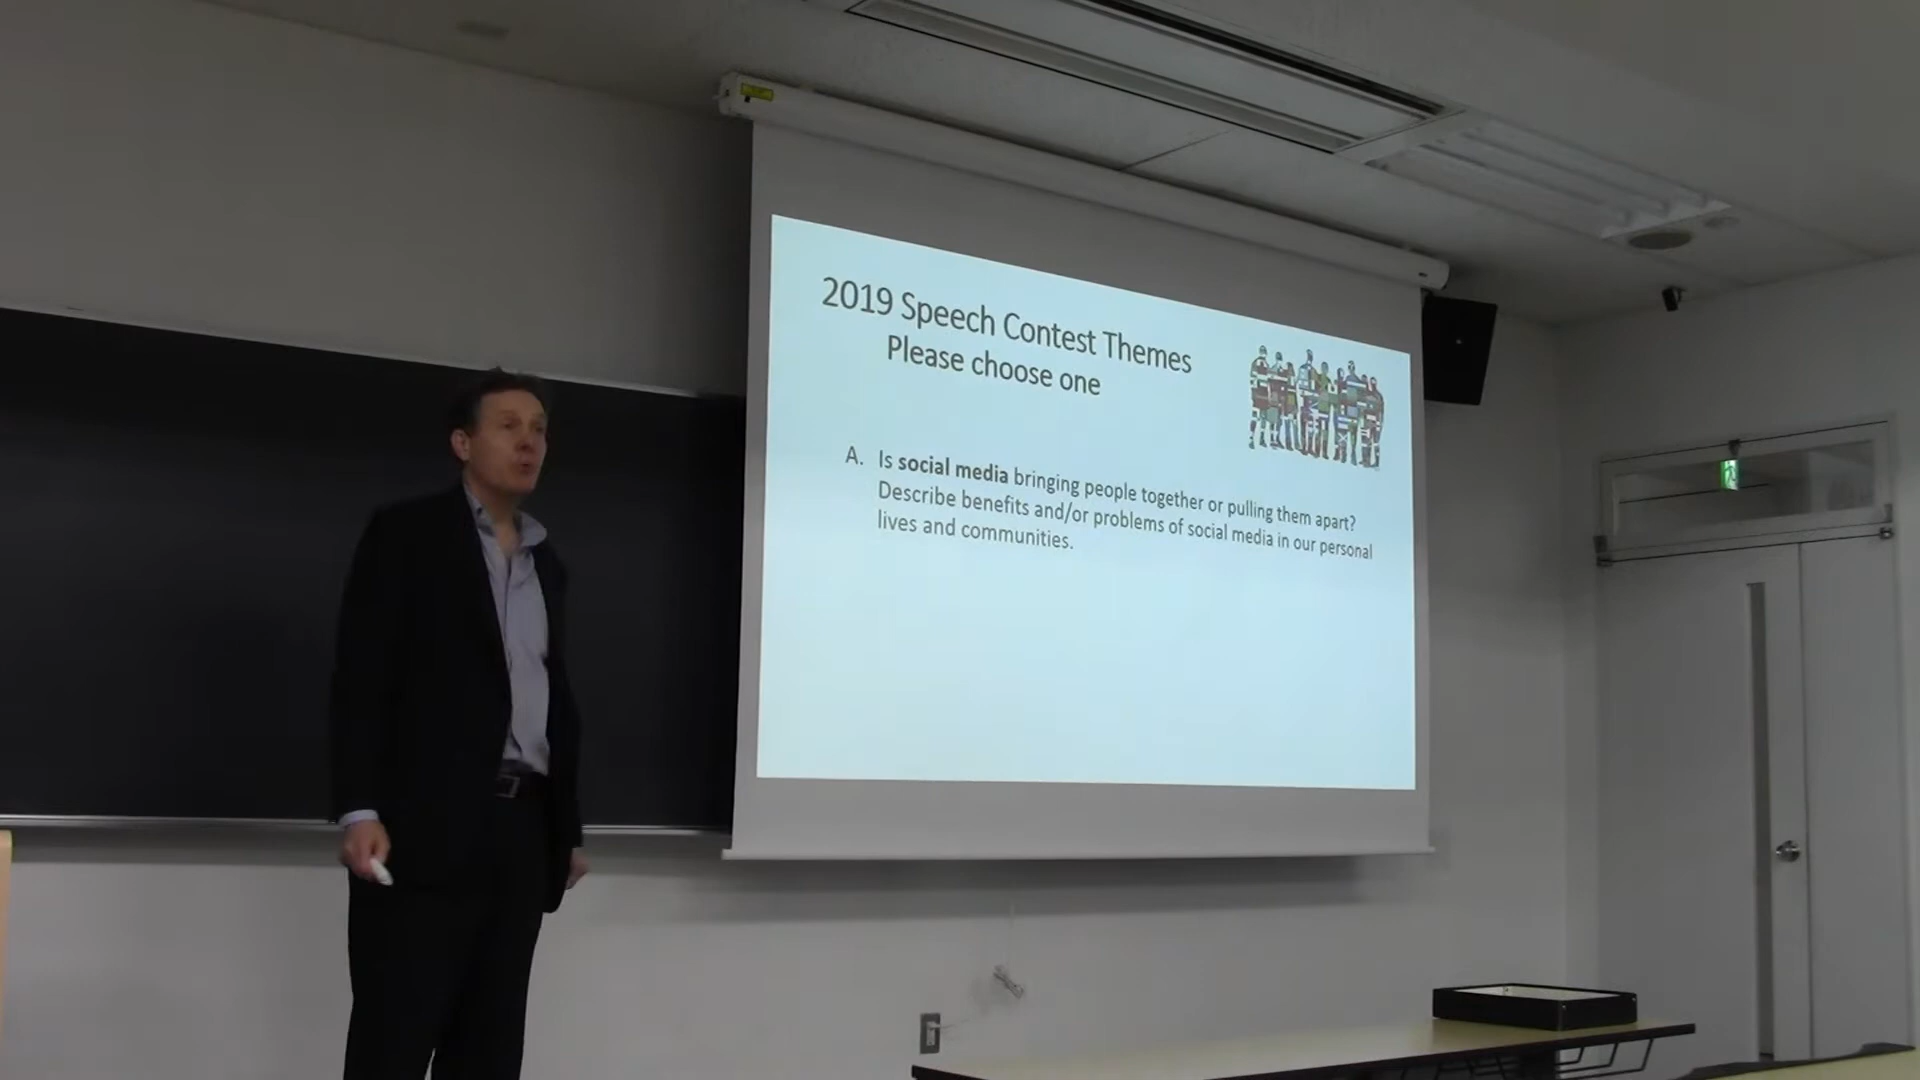 2019 Speech Contest Themes
Please choose one
A. Is social media bringing people together or pulling them apart?
Describe benefits and/or problems of social media in our personal
lives and communities.